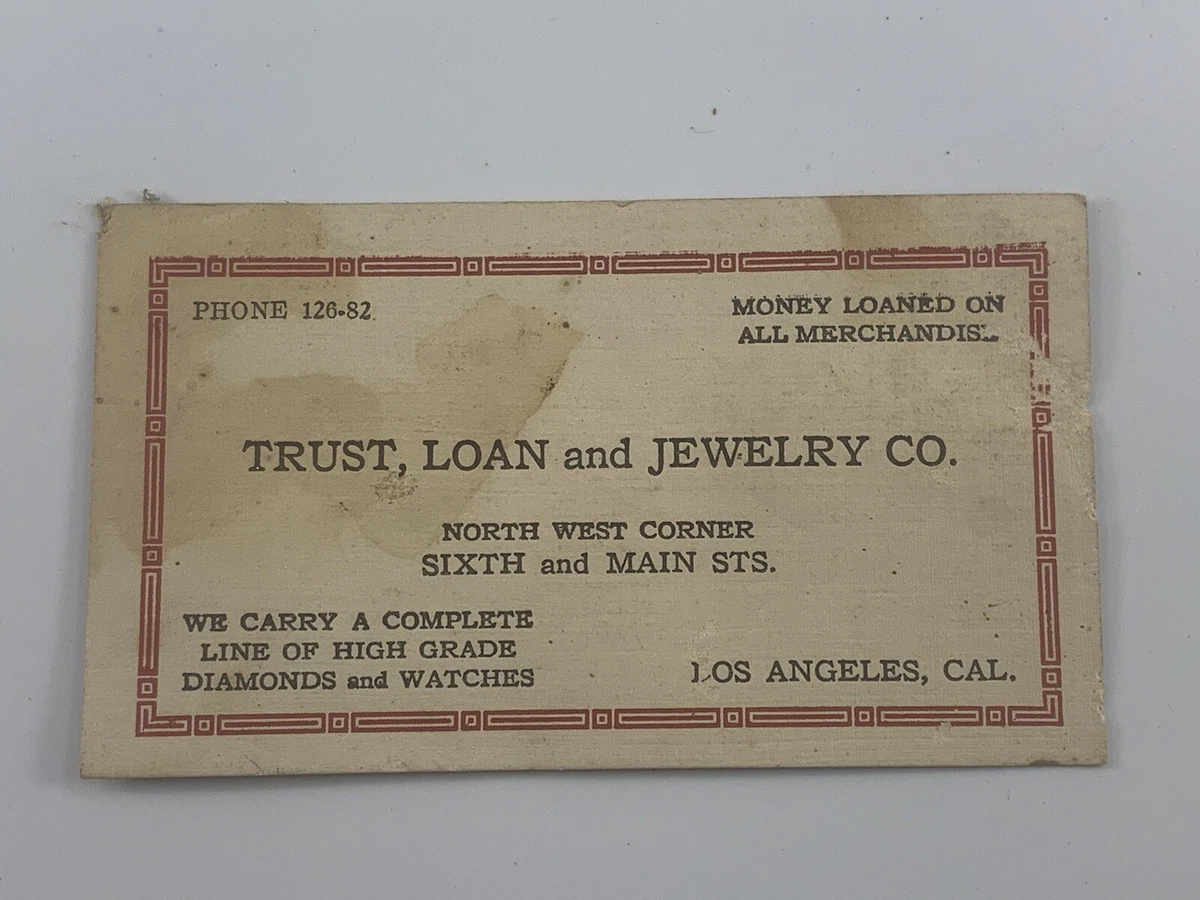 PHONE 126-82
MONEY LOANED ON
ALL MERCHANDISE
TRUST, LOAN and JEWELRY CO.
NORTH WEST CORNER
SIXTH and MAIN STS.
WE CARRY A COMPLETE
LINE OF HIGH GRADE
DIAMONDS and WATCHES
LOS ANGELES, CAL.